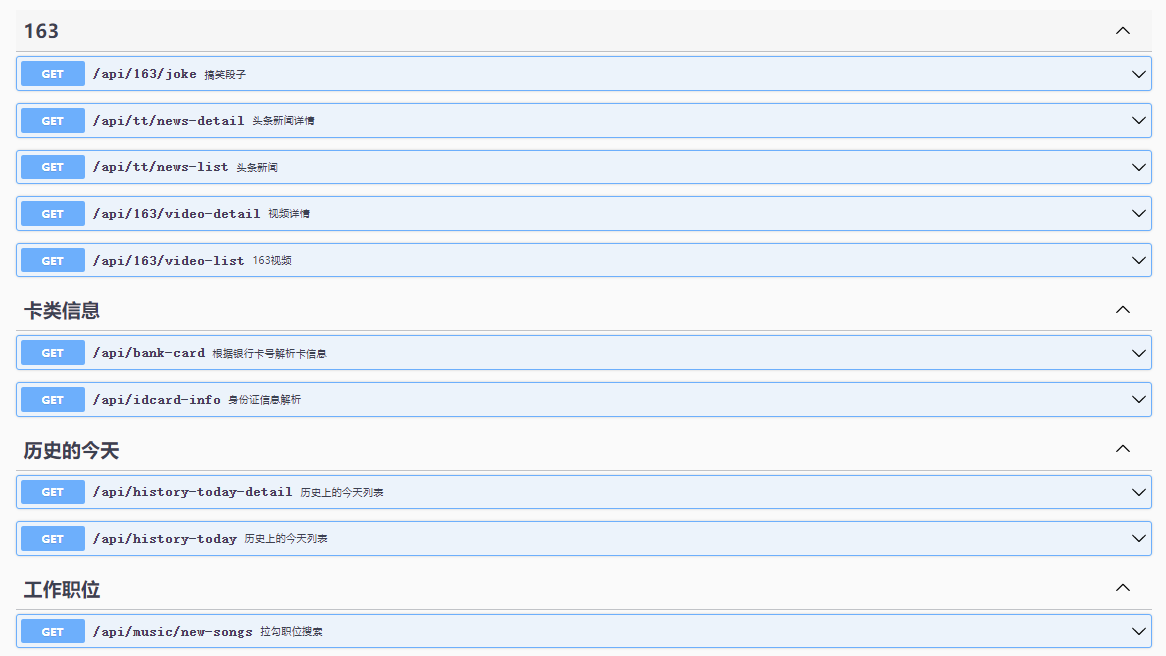 163
GET /api/163/joke 搞笑段子
GET /api/tt/news-detail 头条新闻详情
GET /api/tt/news-list 头条新闻
GET /api/163/video-detail 视频详情
GET /api/163/video-list 163视频
卡类信息
GET /api/bank-card 根据银行卡号解析卡信息
GET /api/idcard-info 身份证信息解析
历史的今天
GET /api/history-today-detail 历史上的今天列表
GET /api/history-today 历史上的今天列表
工作职位
GET /api/music/new-songs 拉勾职位搜索